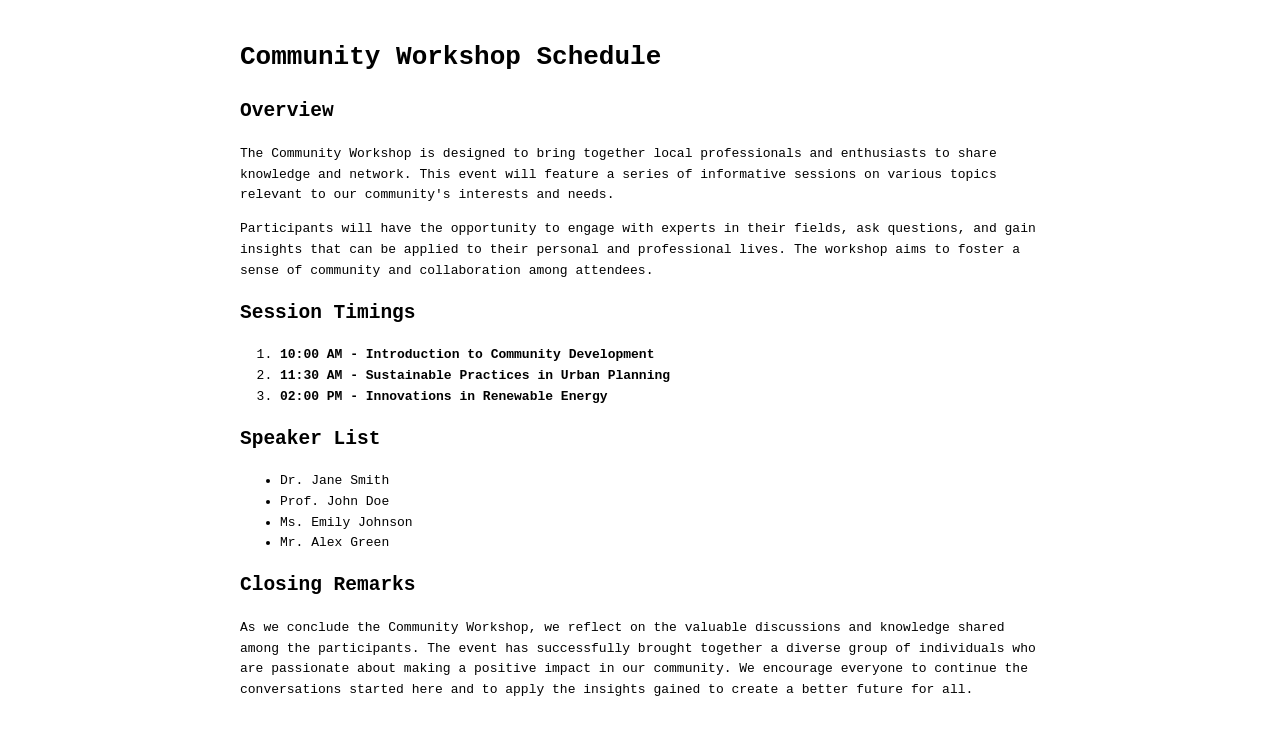 Community Workshop Schedule
Overview
The Community Workshop is designed to bring together local professionals and enthusiasts to share
knowledge and network. This event will feature a series of informative sessions on various topics
relevant to our community's interests and needs.
Participants will have the opportunity to engage with experts in their fields, ask questions, and gain
insights that can be applied to their personal and professional lives. The workshop aims to foster a
sense of community and collaboration among attendees.
Session Timings
1. 10:00 AM - Introduction to Community Development
2. 11:30 AM - Sustainable Practices in Urban Planning
3. 02:00 PM - Innovations in Renewable Energy
Speaker List
• Dr. Jane Smith
• Prof. John Doe
• Ms. Emily Johnson
• Mr. Alex Green
Closing Remarks
As we conclude the Community Workshop, we reflect on the valuable discussions and knowledge shared
among the participants. The event has successfully brought together a diverse group of individuals who
are passionate about making a positive impact in our community. We encourage everyone to continue the
conversations started here and to apply the insights gained to create a better future for all.